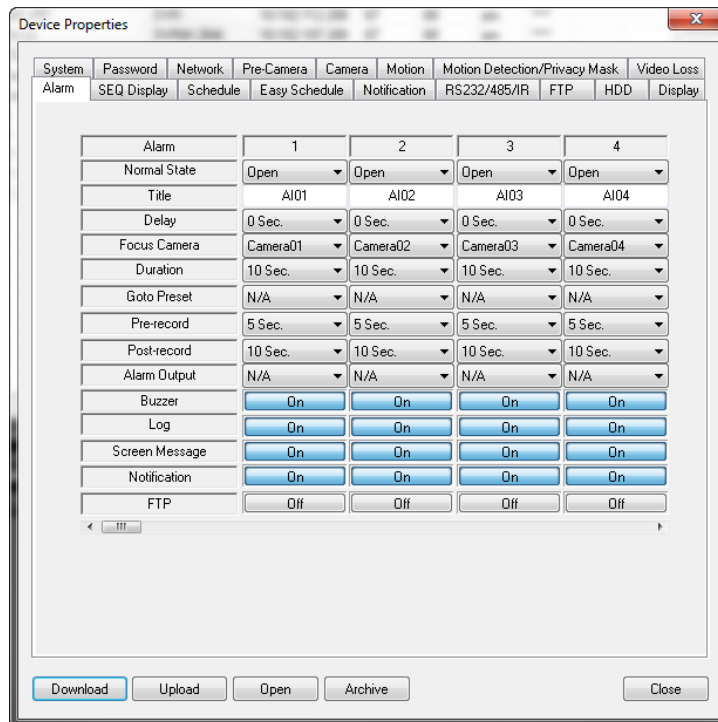 Device Properties
System Password Network Pre-Camera Camera Motion Motion Detection/Privacy Mask Video Loss
Alarm SEQ Display Schedule Easy Schedule Notification RS232/485/IR FTP HDD Display
Alarm 1 2 3 4
Normal State Open Open Open Open
Title AI01 AI02 AI03 AI04
Delay 0 Sec. 0 Sec. 0 Sec. 0 Sec.
Focus Camera Camera01 Camera02 Camera03 Camera04
Duration 10 Sec. 10 Sec. 10 Sec. 10 Sec.
Goto Preset N/A N/A N/A N/A
Pre-record 5 Sec. 5 Sec. 5 Sec. 5 Sec.
Post-record 10 Sec. 10 Sec. 10 Sec. 10 Sec.
Alarm Output N/A N/A N/A N/A
Buzzer On On On On
Log On On On On
Screen Message On On On On
Notification On On On On
FTP Off Off Off Off
Download Upload Open Archive Close